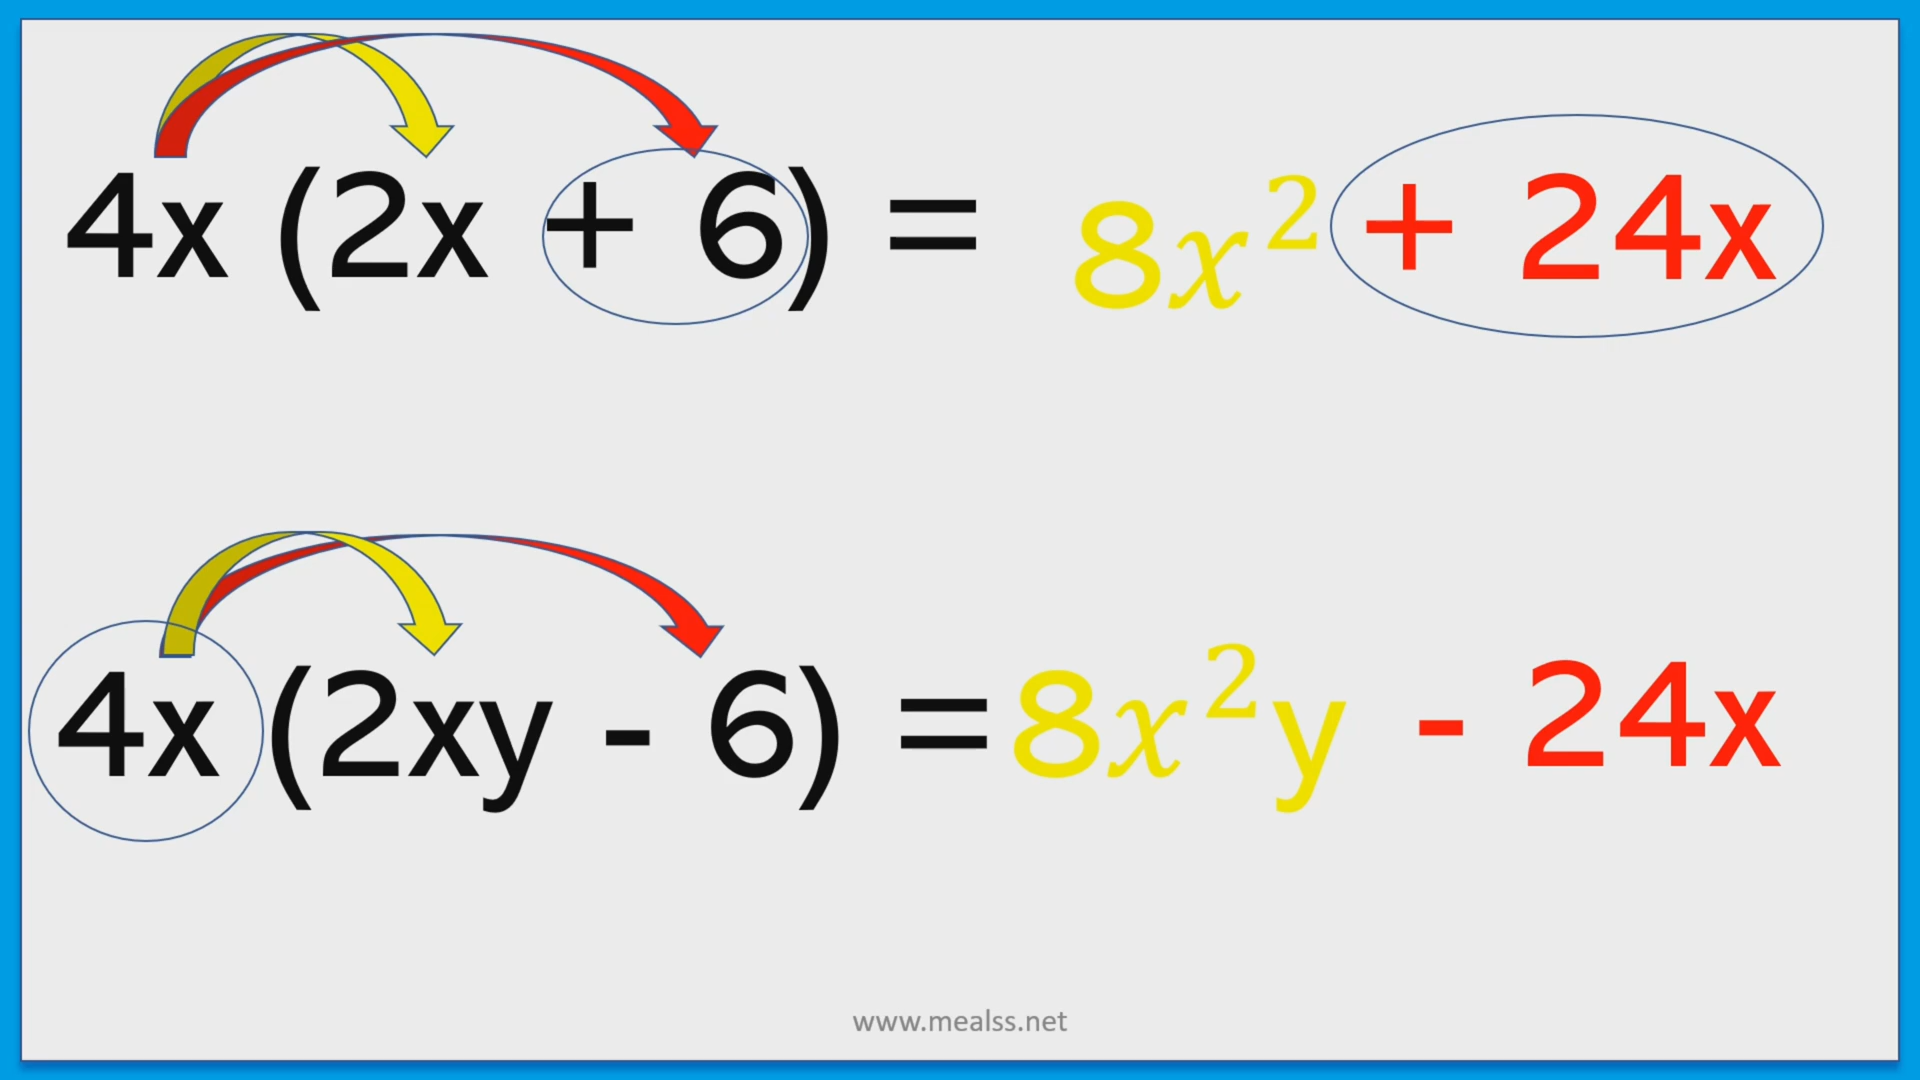 4x (2x + 6) = 8x² + 24x
4x (2xy - 6) = 8x²y - 24x
www.mealss.net